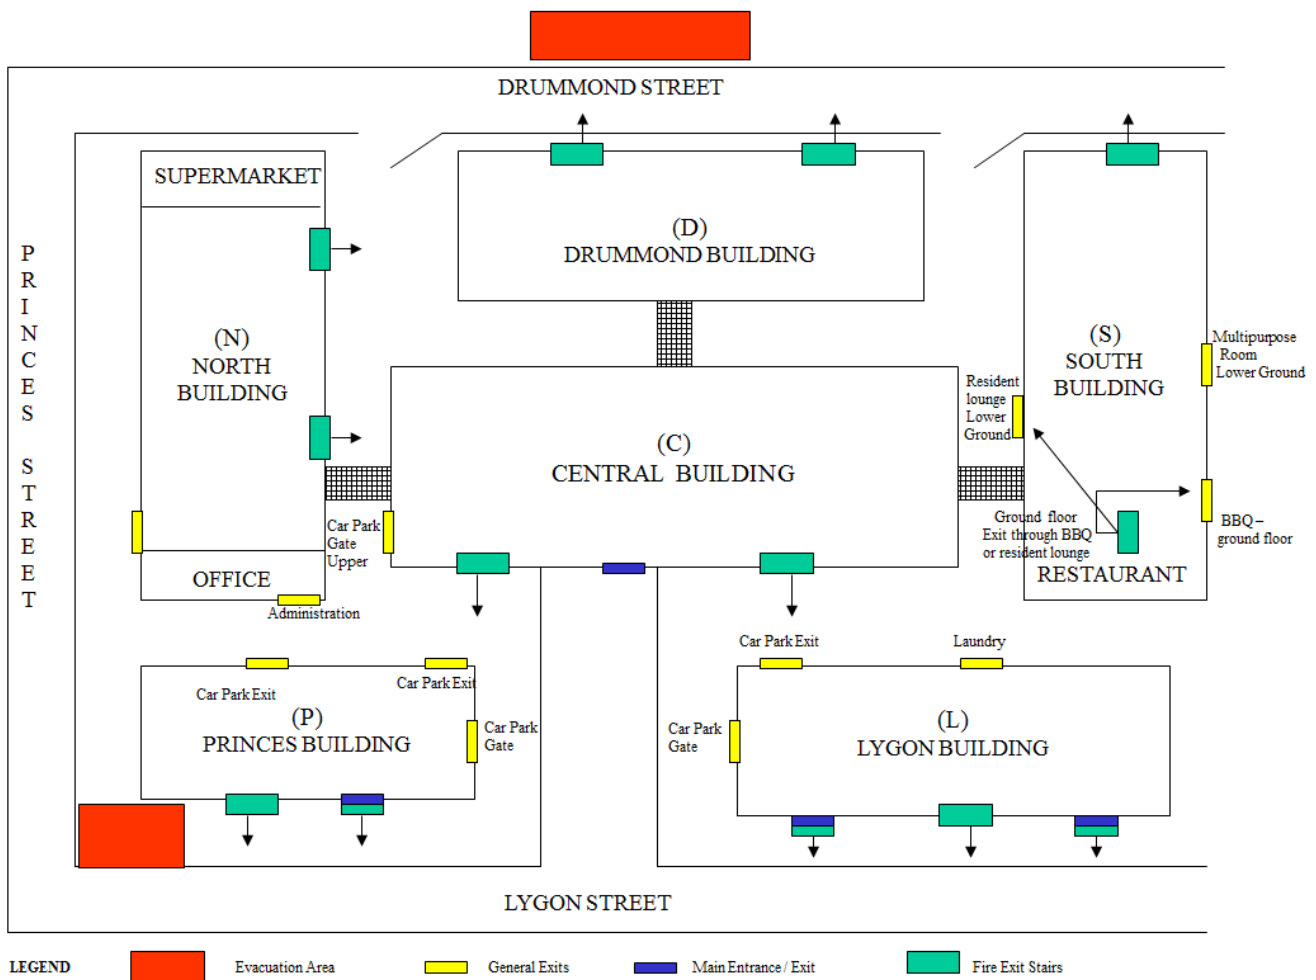 DRUMMOND STREET
SUPERMARKET
(D)
DRUMMOND BUILDING
PRINCES STREET
(N)
NORTH
BUILDING
(S)
SOUTH
BUILDING
Multipurpose
Room
Lower Ground
Resident
lounge
Lower
Ground
(C)
CENTRAL BUILDING
Car Park
Gate
Upper
Ground floor
Exit through BBQ
or resident lounge
BBQ –
ground floor
OFFICE
RESTAURANT
Administration
Car Park Exit
Laundry
Car Park Exit
Car Park Exit
(P)
PRINCES BUILDING
Car Park
Gate
Car Park
Gate
(L)
LYGON BUILDING
LYGON STREET
LEGEND
Evacuation Area
General Exits
Main Entrance / Exit
Fire Exit Stairs